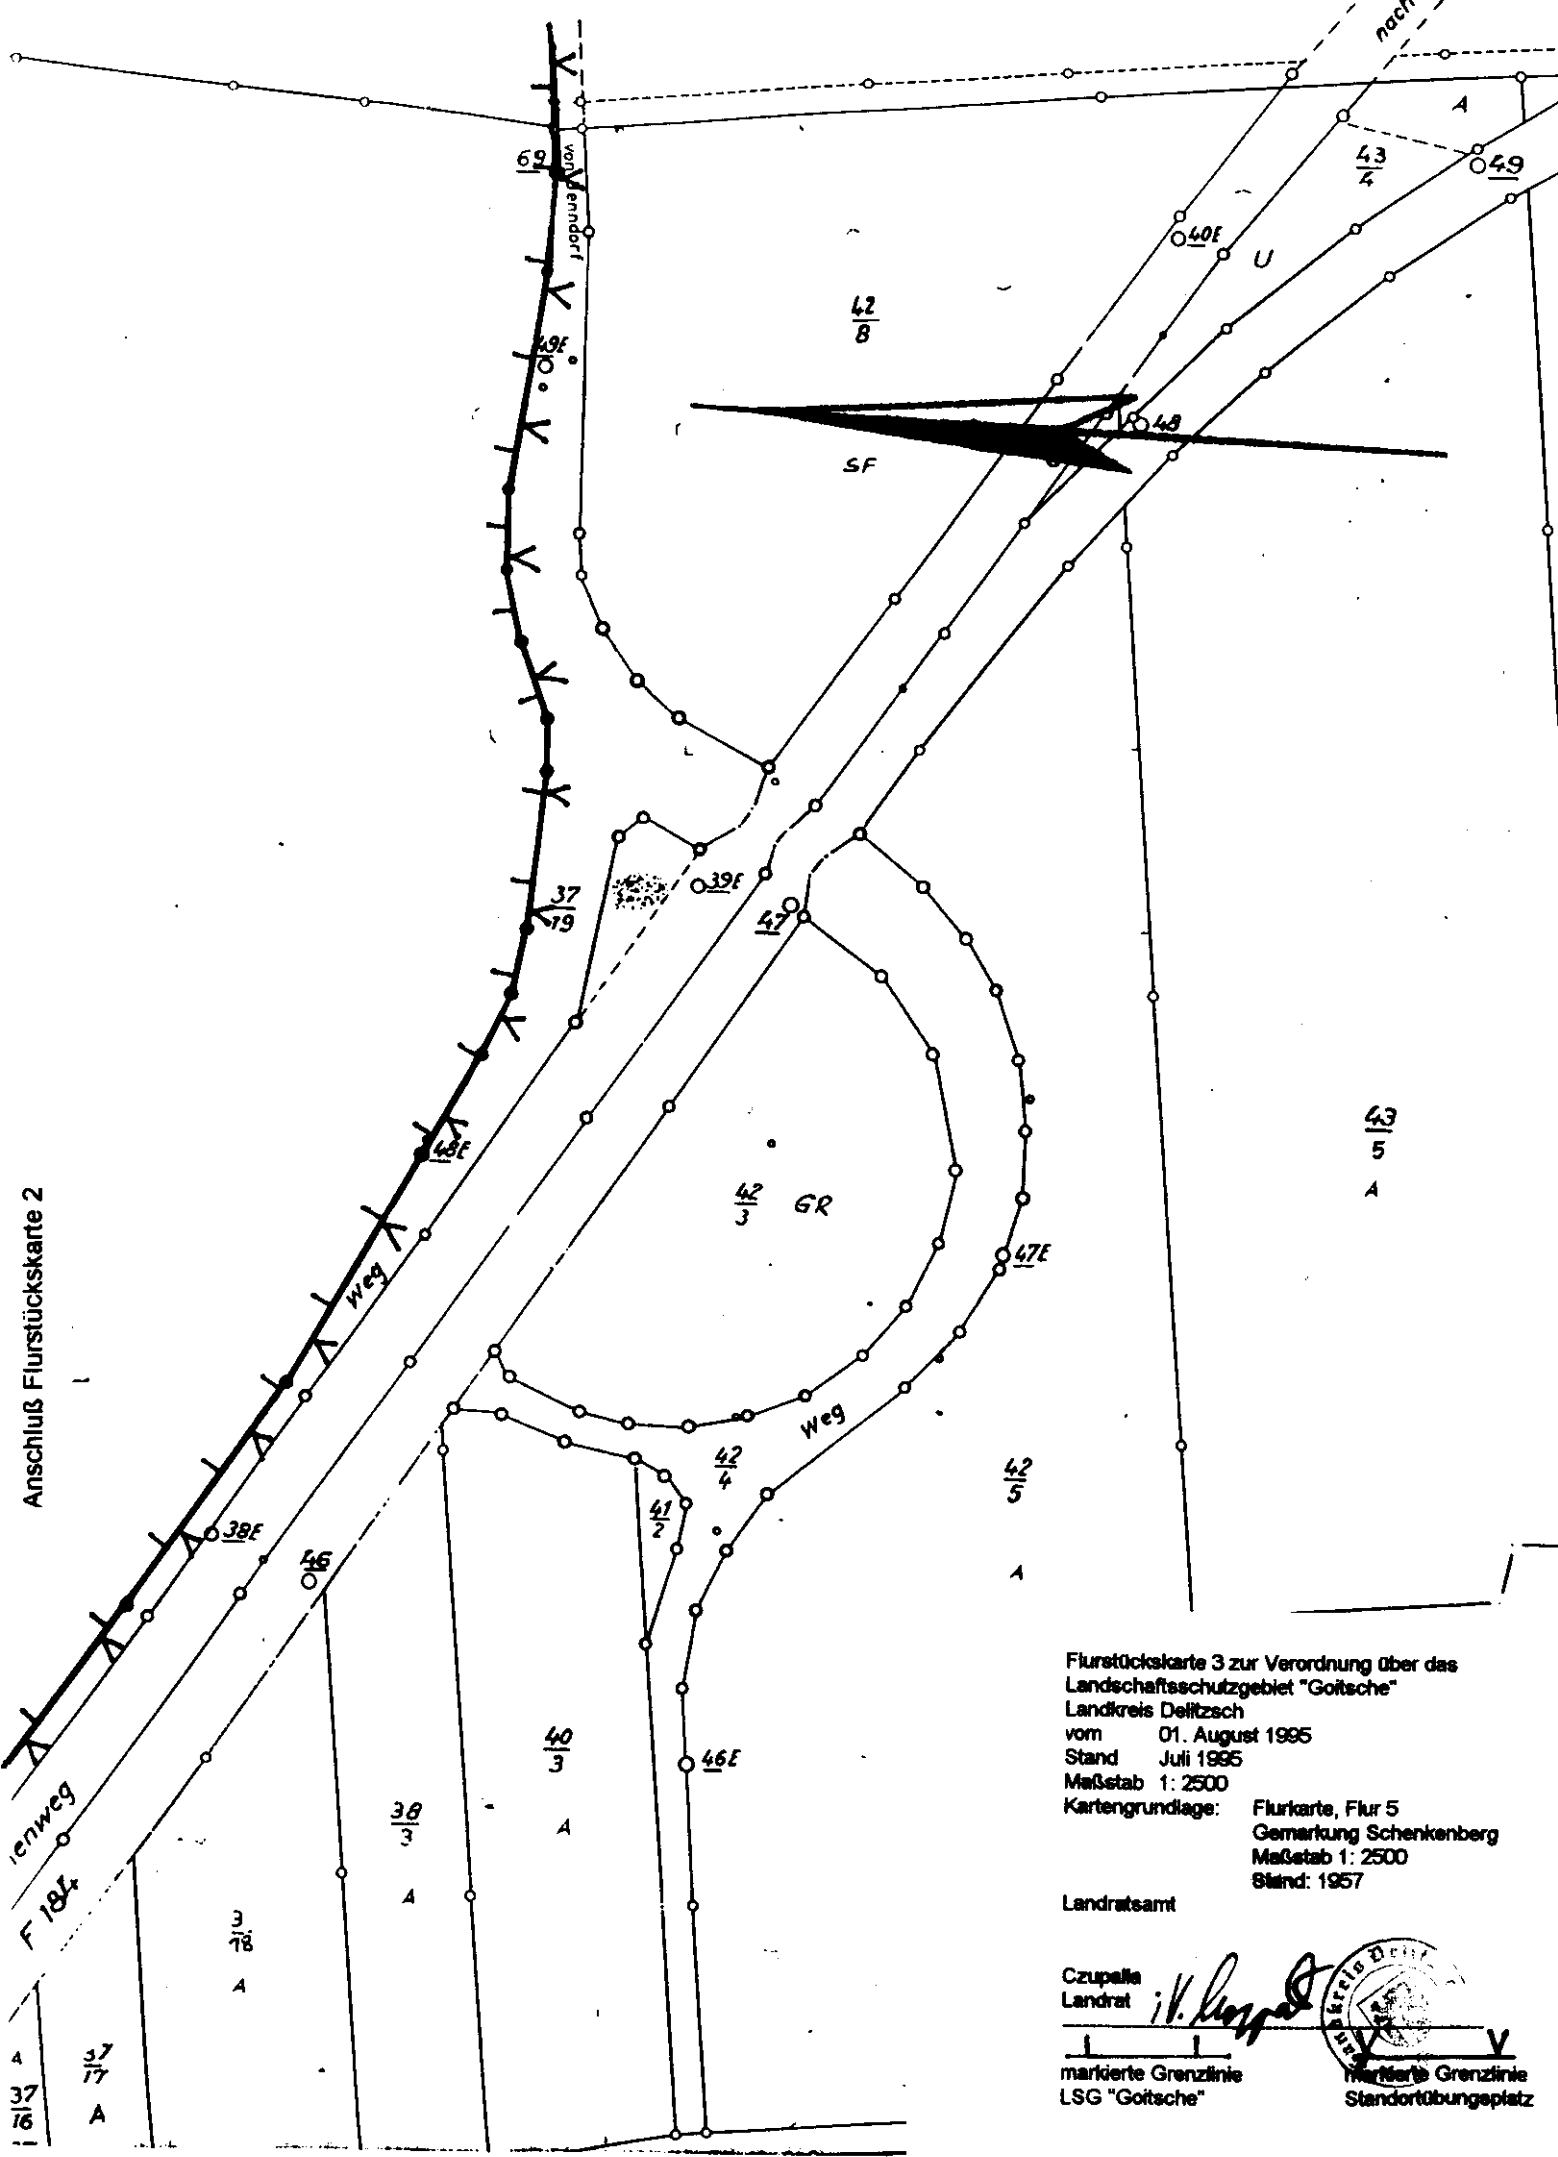 nach
A
69
von Benndorf
43
4
49
40E
U
42
8
49E
48
SF
37
19
39E
47
48E
43
5
A
42
3
GR
47E
Anschluß Flurstückskarte 2
Weg
Weg
42
4
42
5
41
2
38E
46
A
40
3
46E
38
3
A
A
F 184
3
18
A
A
37
17
37
16
A
Flurstückskarte 3 zur Verordnung über das
Landschaftsschutzgebiet "Goitsche"
Landkreis Delitzsch
vom 01. August 1995
Stand Juli 1995
Maßstab 1: 2500
Kartengrundlage: Flurkarte, Flur 5
Gemarkung Schenkenberg
Maßstab 1: 2500
Stand: 1957
Landratsamt
Czupalla
Landrat i.V.
markierte Grenzlinie
LSG "Goitsche"
markierte Grenzlinie
Standortübungsplatz